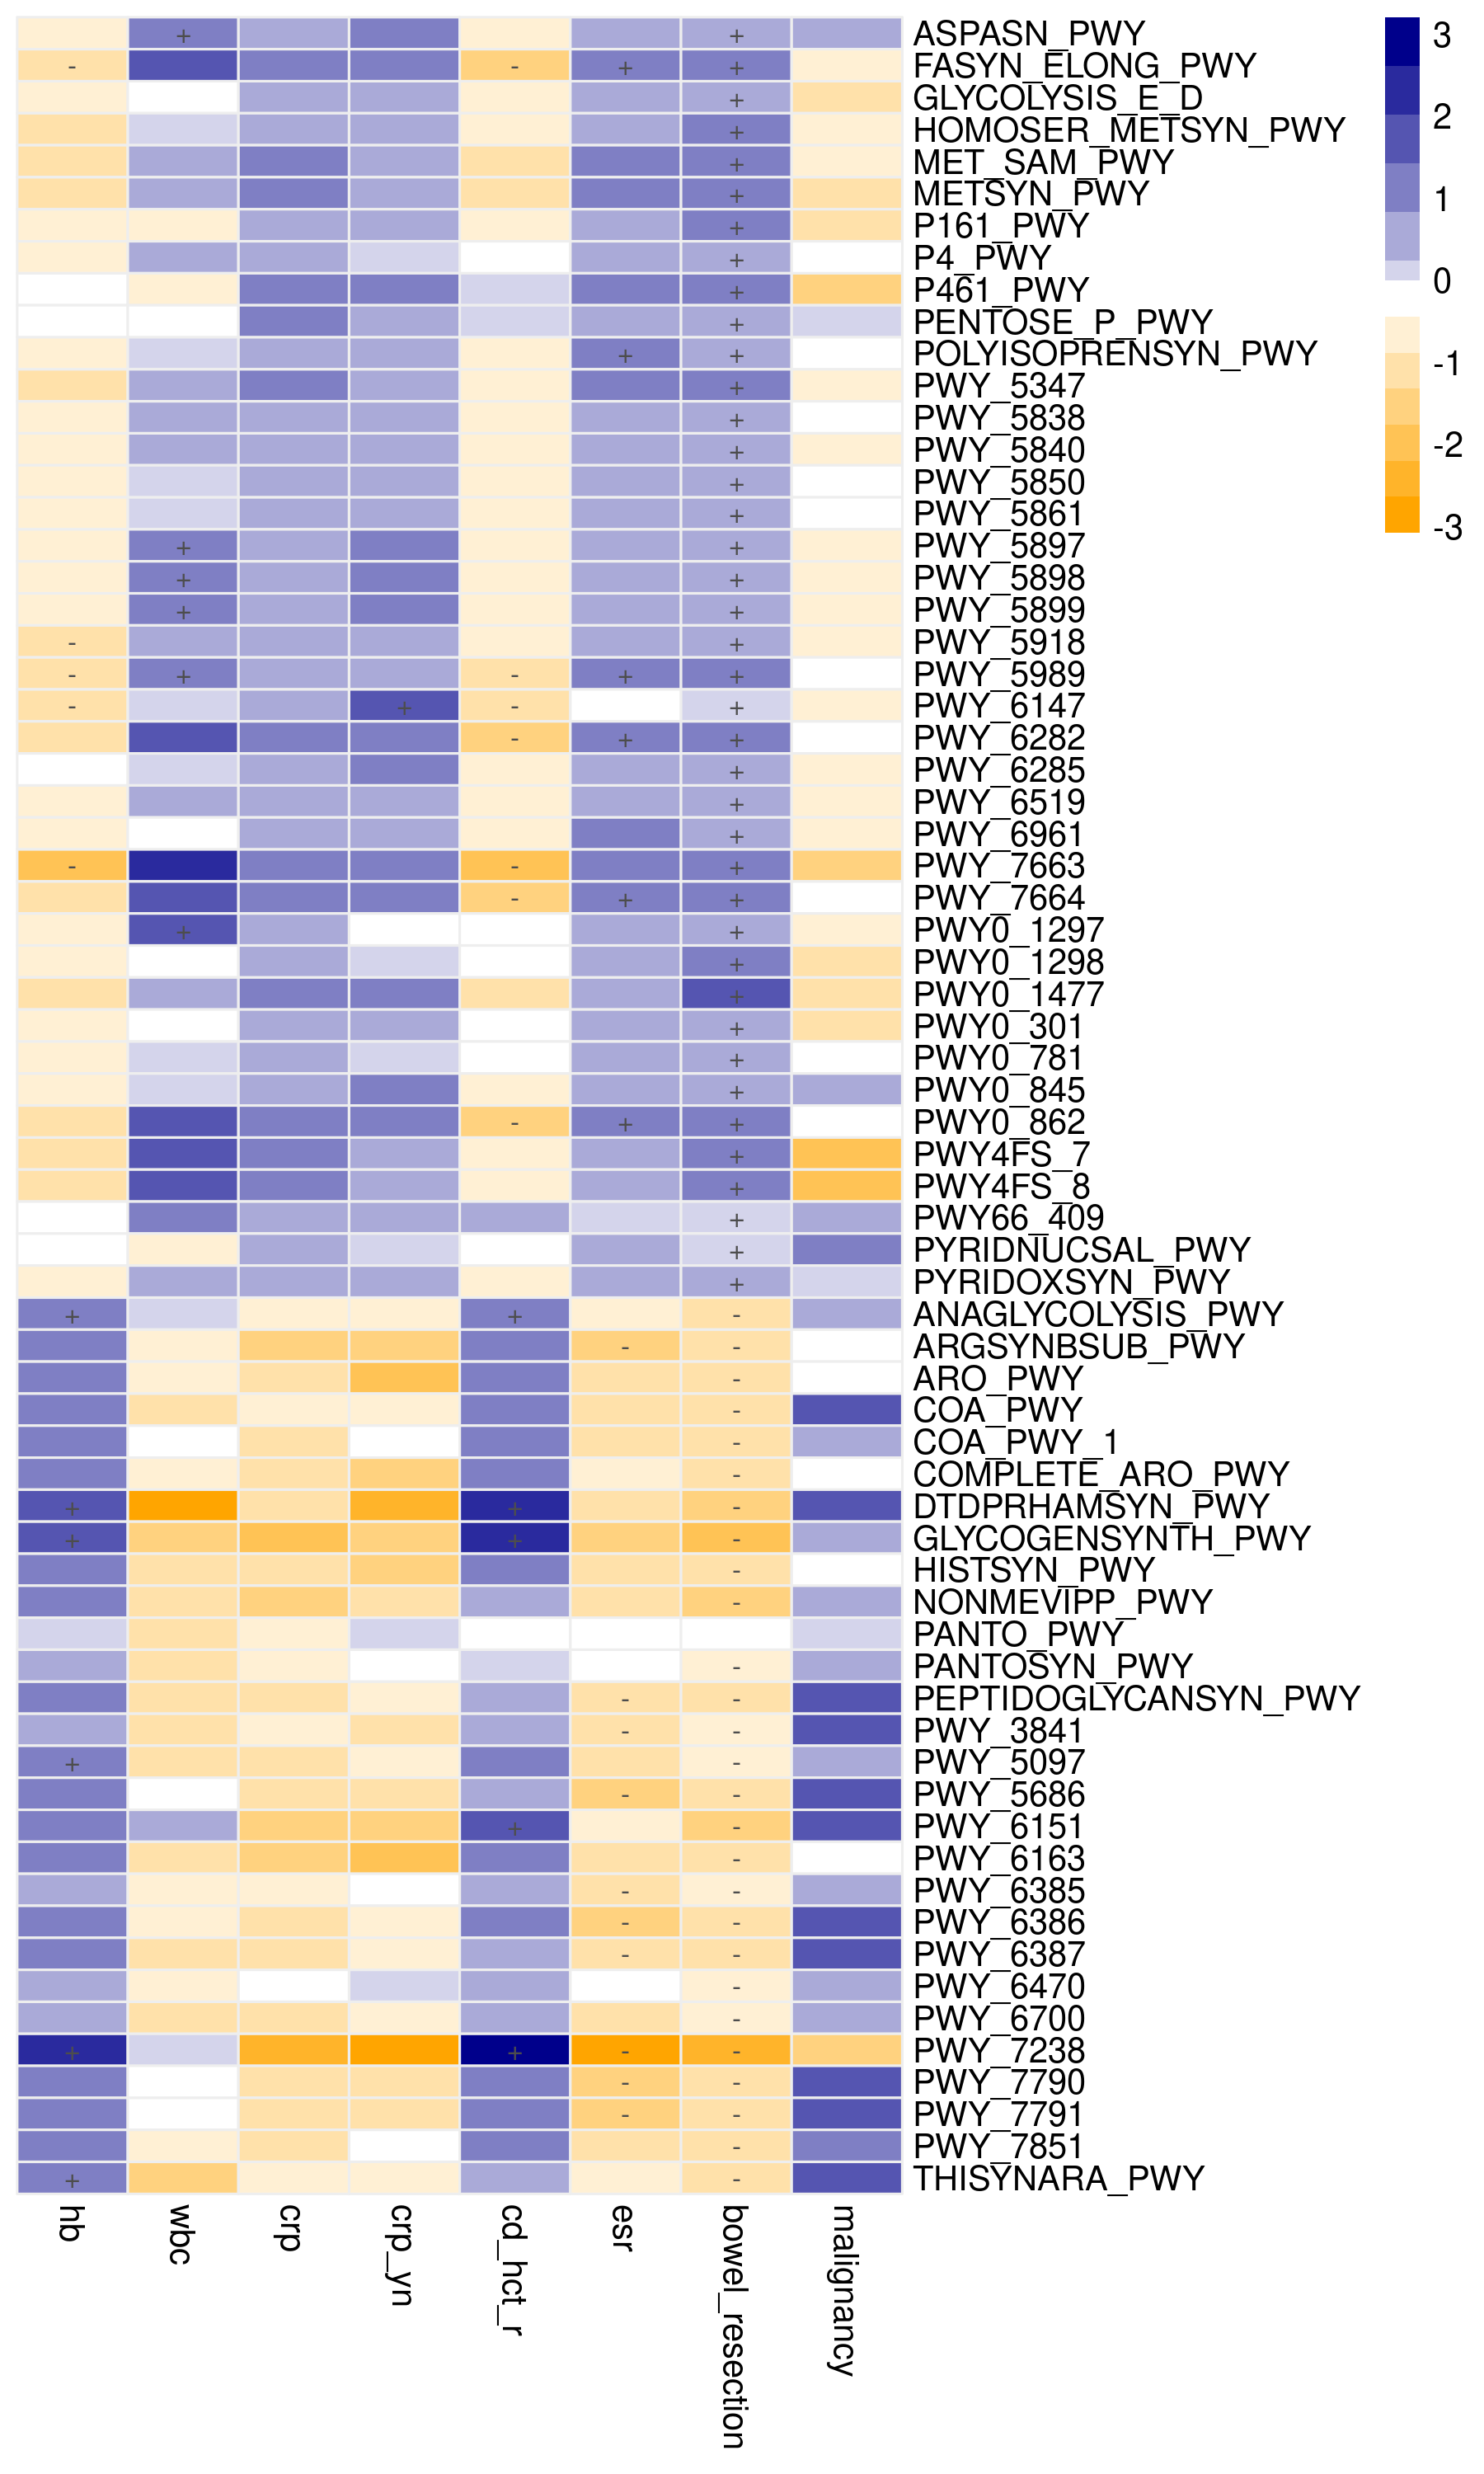 ASPASN_PWY
FASYN_ELONG_PWY
GLYCOLYSIS_E_D
HOMOSER_METSYN_PWY
MET_SAM_PWY
METSYN_PWY
P161_PWY
P4_PWY
P461_PWY
PENTOSE_P_PWY
POLYISOPRENSYN_PWY
PWY_5347
PWY_5838
PWY_5840
PWY_5850
PWY_5861
PWY_5897
PWY_5898
PWY_5899
PWY_5918
PWY_5989
PWY_6147
PWY_6282
PWY_6285
PWY_6519
PWY_6961
PWY_7663
PWY_7664
PWY0_1297
PWY0_1298
PWY0_1477
PWY0_301
PWY0_781
PWY0_845
PWY0_862
PWY4FS_7
PWY4FS_8
PWY66_409
PYRIDNUCSAL_PWY
PYRIDOXSYN_PWY
ANAGLYCOLYSIS_PWY
ARGSYNBSUB_PWY
ARO_PWY
COA_PWY
COA_PWY_1
COMPLETE_ARO_PWY
DTDPRHAMSYN_PWY
GLYCOGENSYNTH_PWY
HISTSYN_PWY
NONMEVIPP_PWY
PANTO_PWY
PANTOSYN_PWY
PEPTIDOGLYCANSYN_PWY
PWY_3841
PWY_5097
PWY_5686
PWY_6151
PWY_6163
PWY_6385
PWY_6386
PWY_6387
PWY_6470
PWY_6700
PWY_7238
PWY_7790
PWY_7791
PWY_7851
THISYNARA_PWY
hb
wbc
crp
crp_yn
cd_hct_r
esr
bowel_resection
malignancy
3
2
1
0
-1
-2
-3